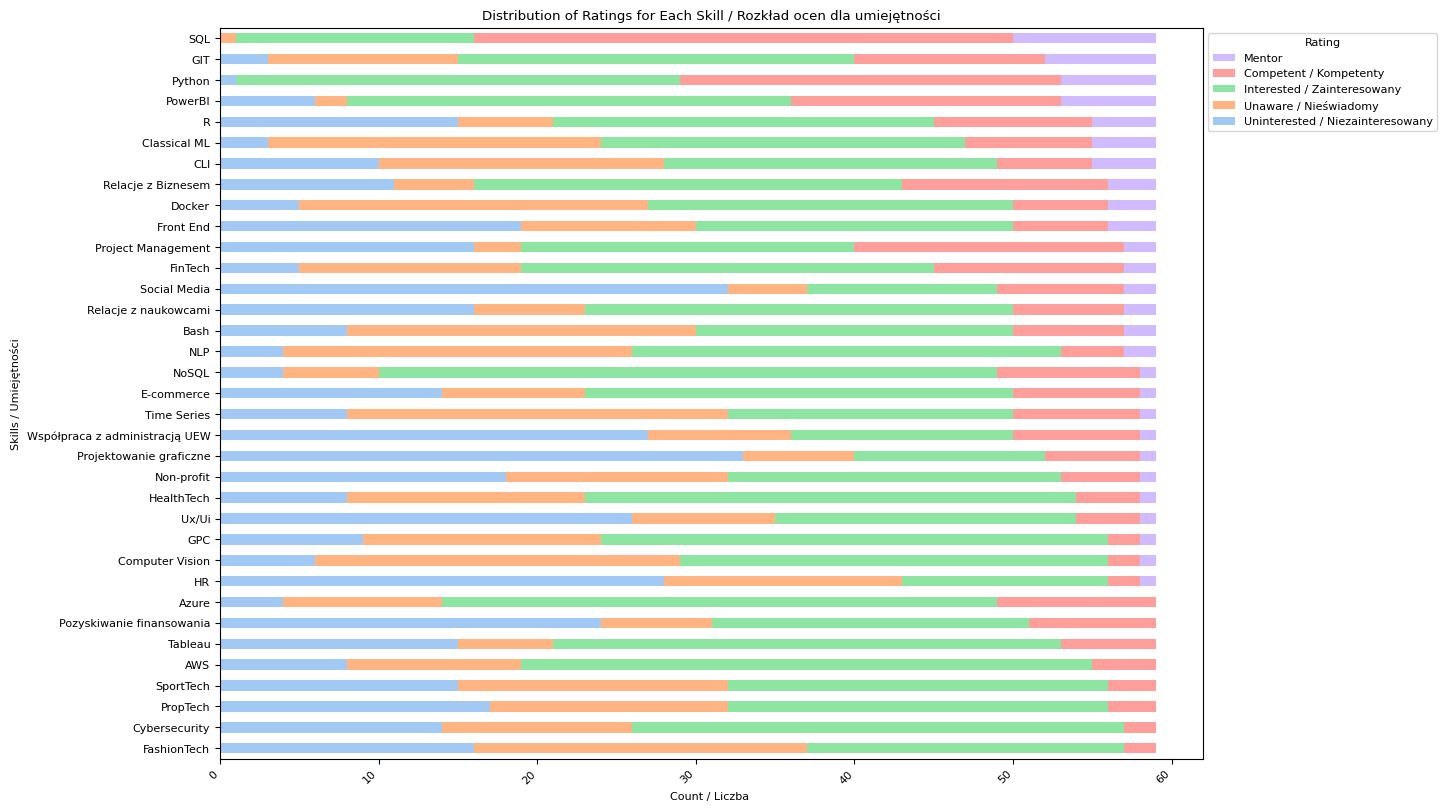 Distribution of Ratings for Each Skill / Rozkład ocen dla umiejętności
Skills / Umiejętności
SQL
GIT
Python
PowerBI
R
Classical ML
CLI
Relacje z Biznesem
Docker
Front End
Project Management
FinTech
Social Media
Relacje z naukowcami
Bash
NLP
NoSQL
E-commerce
Time Series
Współpraca z administracją UEW
Projektowanie graficzne
Non-profit
HealthTech
Ux/Ui
GPC
Computer Vision
HR
Azure
Pozyskiwanie finansowania
Tableau
AWS
SportTech
PropTech
Cybersecurity
FashionTech
0 10 20 30 40 50 60
Count / Liczba
Rating
Mentor
Competent / Kompetenty
Interested / Zainteresowany
Unaware / Nieświadomy
Uninterested / Niezainteresowany